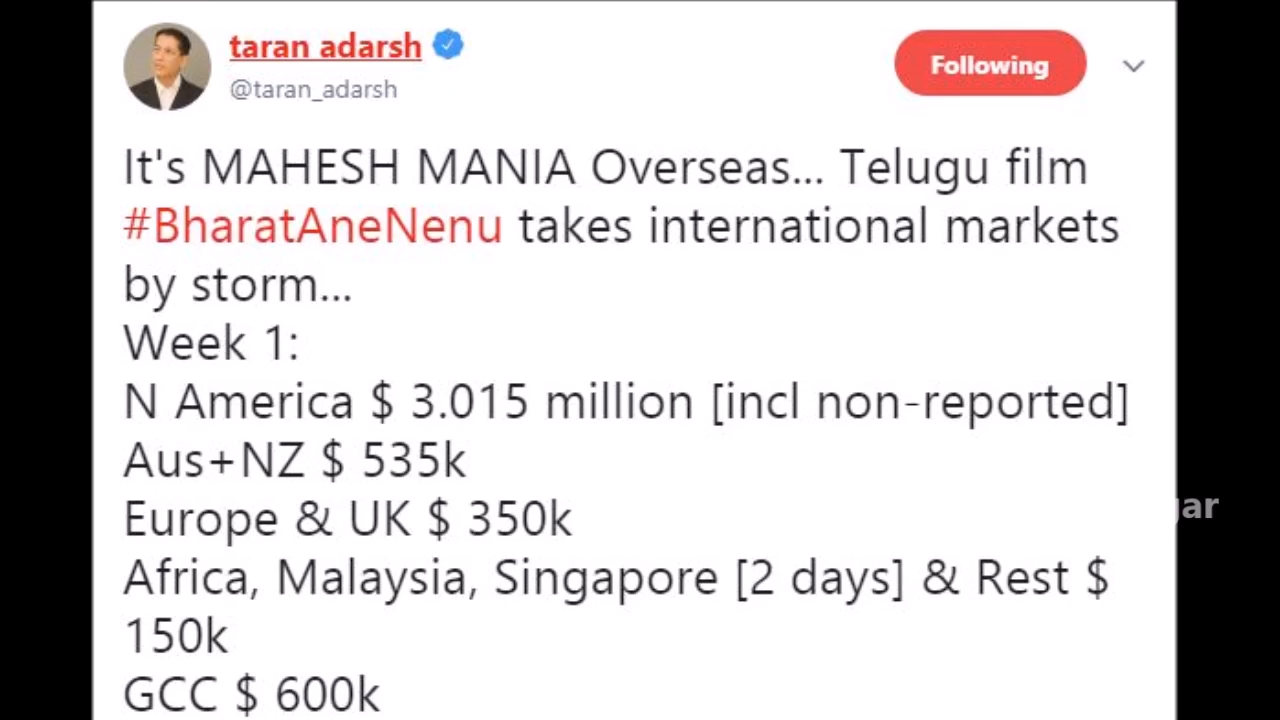 taran adarsh
@taran_adarsh
Following
It's MAHESH MANIA Overseas... Telugu film
#BharatAneNenu takes international markets
by storm...
Week 1:
N America $ 3.015 million [incl non-reported]
Aus+NZ $ 535k
Europe & UK $ 350k
Africa, Malaysia, Singapore [2 days] & Rest $
150k
GCC $ 600k